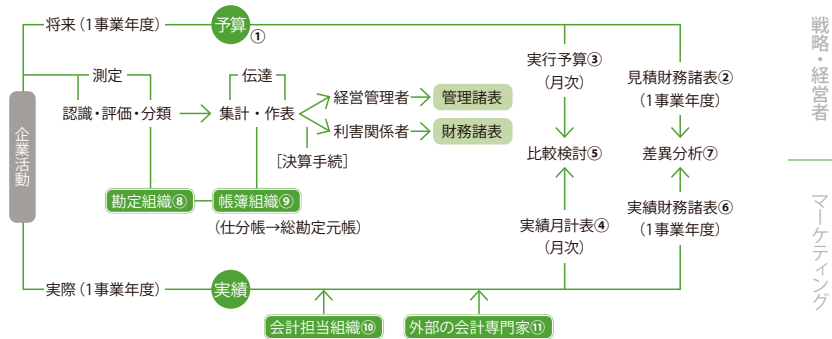 将来（1事業年度）
予算
①
測定
認識・評価・分類
伝達
集計・作表
経営管理者
管理諸表
利害関係者
財務諸表
［決算手続］
企業活動
勘定組織⑧
帳簿組織⑨
（仕分帳→総勘定元帳）
実行予算③
（月次）
見積財務諸表②
（1事業年度）
比較検討⑤
差異分析⑦
実績月計表④
（月次）
実績財務諸表⑥
（1事業年度）
実際（1事業年度）
実績
会計担当組織⑩
外部の会計専門家⑪
戦略・経営者
マーケティング